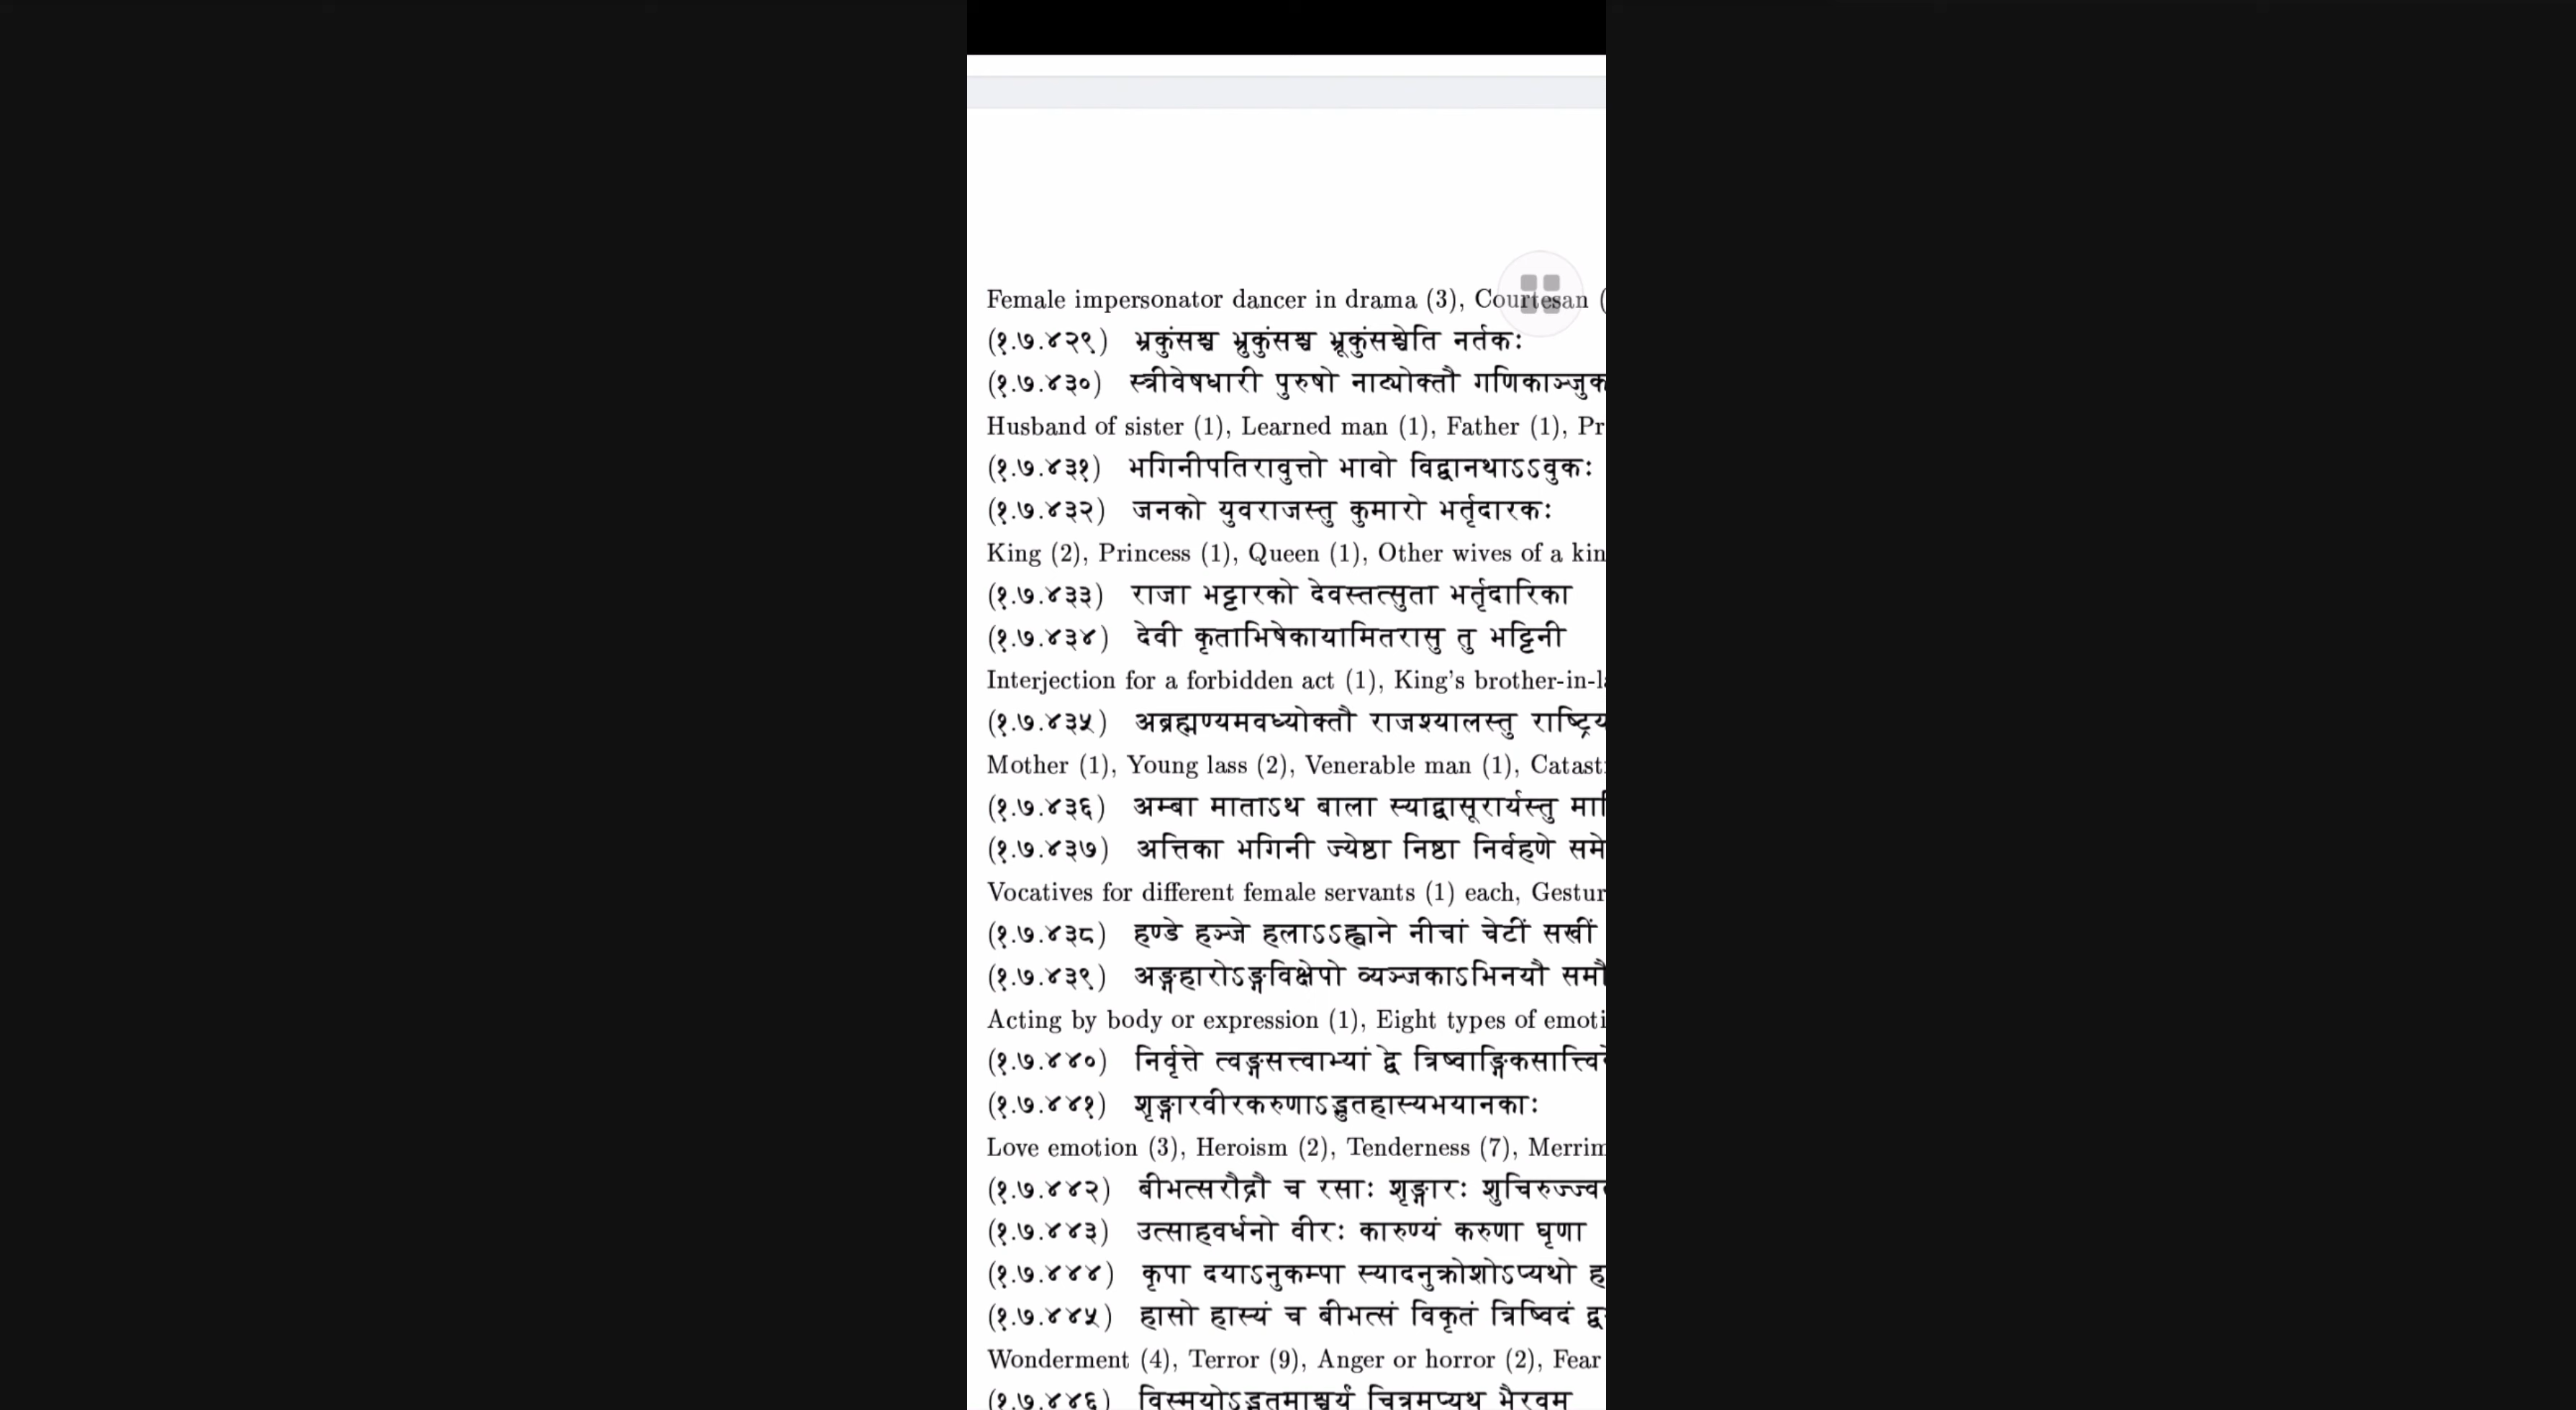 Female impersonator dancer in drama (3), Courtesan (
(१.७.४२९) भ्रकुंसश्च भ्रुकुंसश्च भ्रूकुंसश्चेति नर्तकः
(१.७.४३०) स्त्रीवेषधारी पुरुषो नाट्योक्तौ गणिकाञ्जुक
Husband of sister (1), Learned man (1), Father (1), Pr
(१.७.४३१) भगिनीपतिरावुत्तो भावो विद्वानथाऽऽवुकः
(१.७.४३२) जनको युवराजस्तु कुमारो भर्तृदारकः
King (2), Princess (1), Queen (1), Other wives of a kin
(१.७.४३३) राजा भट्टारको देवस्तत्सुता भर्तृदारिका
(१.७.४३४) देवी कृताभिषेकायामितरासु तु भट्टिनी
Interjection for a forbidden act (1), King's brother-in-l
(१.७.४३५) अब्रह्मण्यमवध्योक्तौ राजश्यालस्तु राष्ट्रिय
Mother (1), Young lass (2), Venerable man (1), Catast
(१.७.४३६) अम्बा माताऽथ बाला स्याद्वासूरार्यस्तु मा
(१.७.४३७) अत्तिका भगिनी ज्येष्ठा निष्ठा निर्वहणे समे
Vocatives for different female servants (1) each, Gestur
(१.७.४३८) हण्डे हञ्जे हलाऽऽह्वाने नीचां चेटीं सखीं
(१.७.४३९) अङ्गहारोऽङ्गविक्षेपो व्यञ्जकाऽभिनयौ समौ
Acting by body or expression (1), Eight types of emoti
(१.७.४४०) निर्वृत्ते त्वङ्गसत्त्वाभ्यां द्वे त्रिष्वाङ्गिकसात्त्वि
(१.७.४४१) शृङ्गारवीरकरुणाऽद्भुतहास्यभयानकाः
Love emotion (3), Heroism (2), Tenderness (7), Merrim
(१.७.४४२) बीभत्सरौद्रौ च रसाः शृङ्गारः शुचिरुज्ज्व
(१.७.४४३) उत्साहवर्धनो वीरः कारुण्यं करुणा घृणा
(१.७.४४४) कृपा दयाऽनुकम्पा स्यादनुक्रोशोऽप्यथो ह
(१.७.४४५) हासो हास्यं च बीभत्सं विकृतं त्रिष्विदं द्व
Wonderment (4), Terror (9), Anger or horror (2), Fear
(१.७.४४६) विस्मयोऽद्भुतमाश्चर्यं चित्रमप्यथ भैरवम्